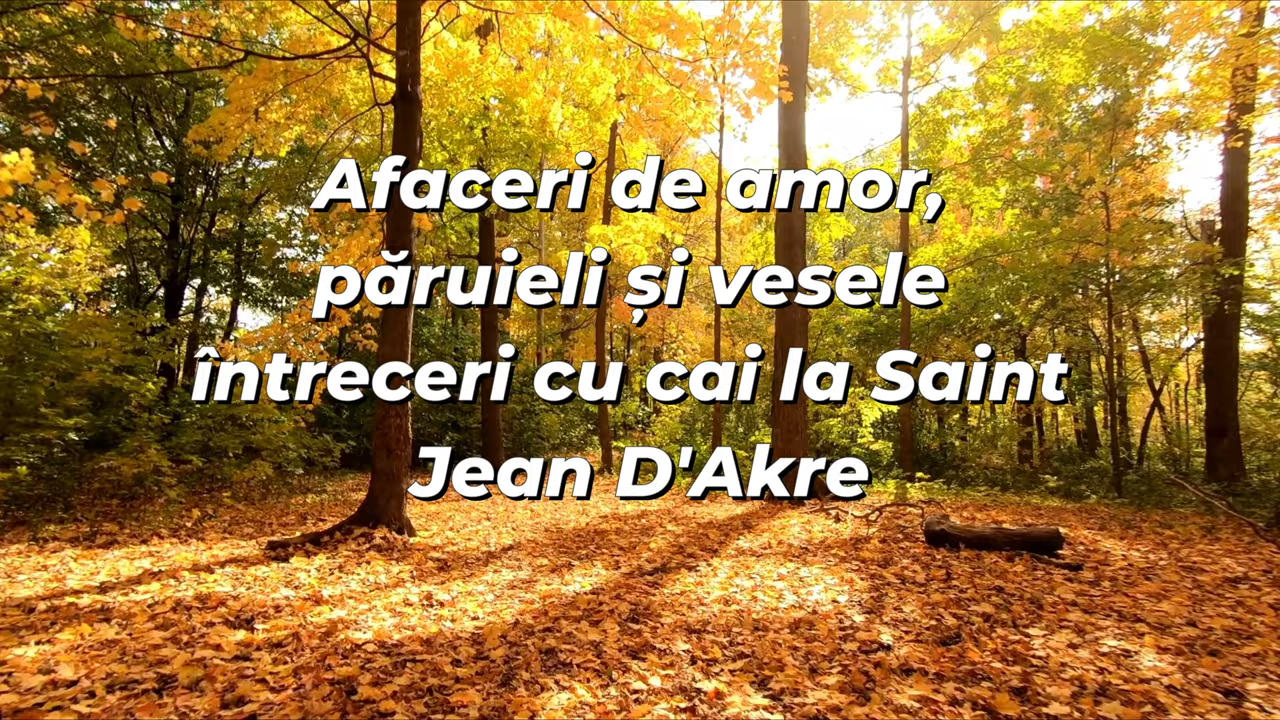 Afaceri de amor,
păruieli și vesele
întreceri cu cai la Saint
Jean D'Akre